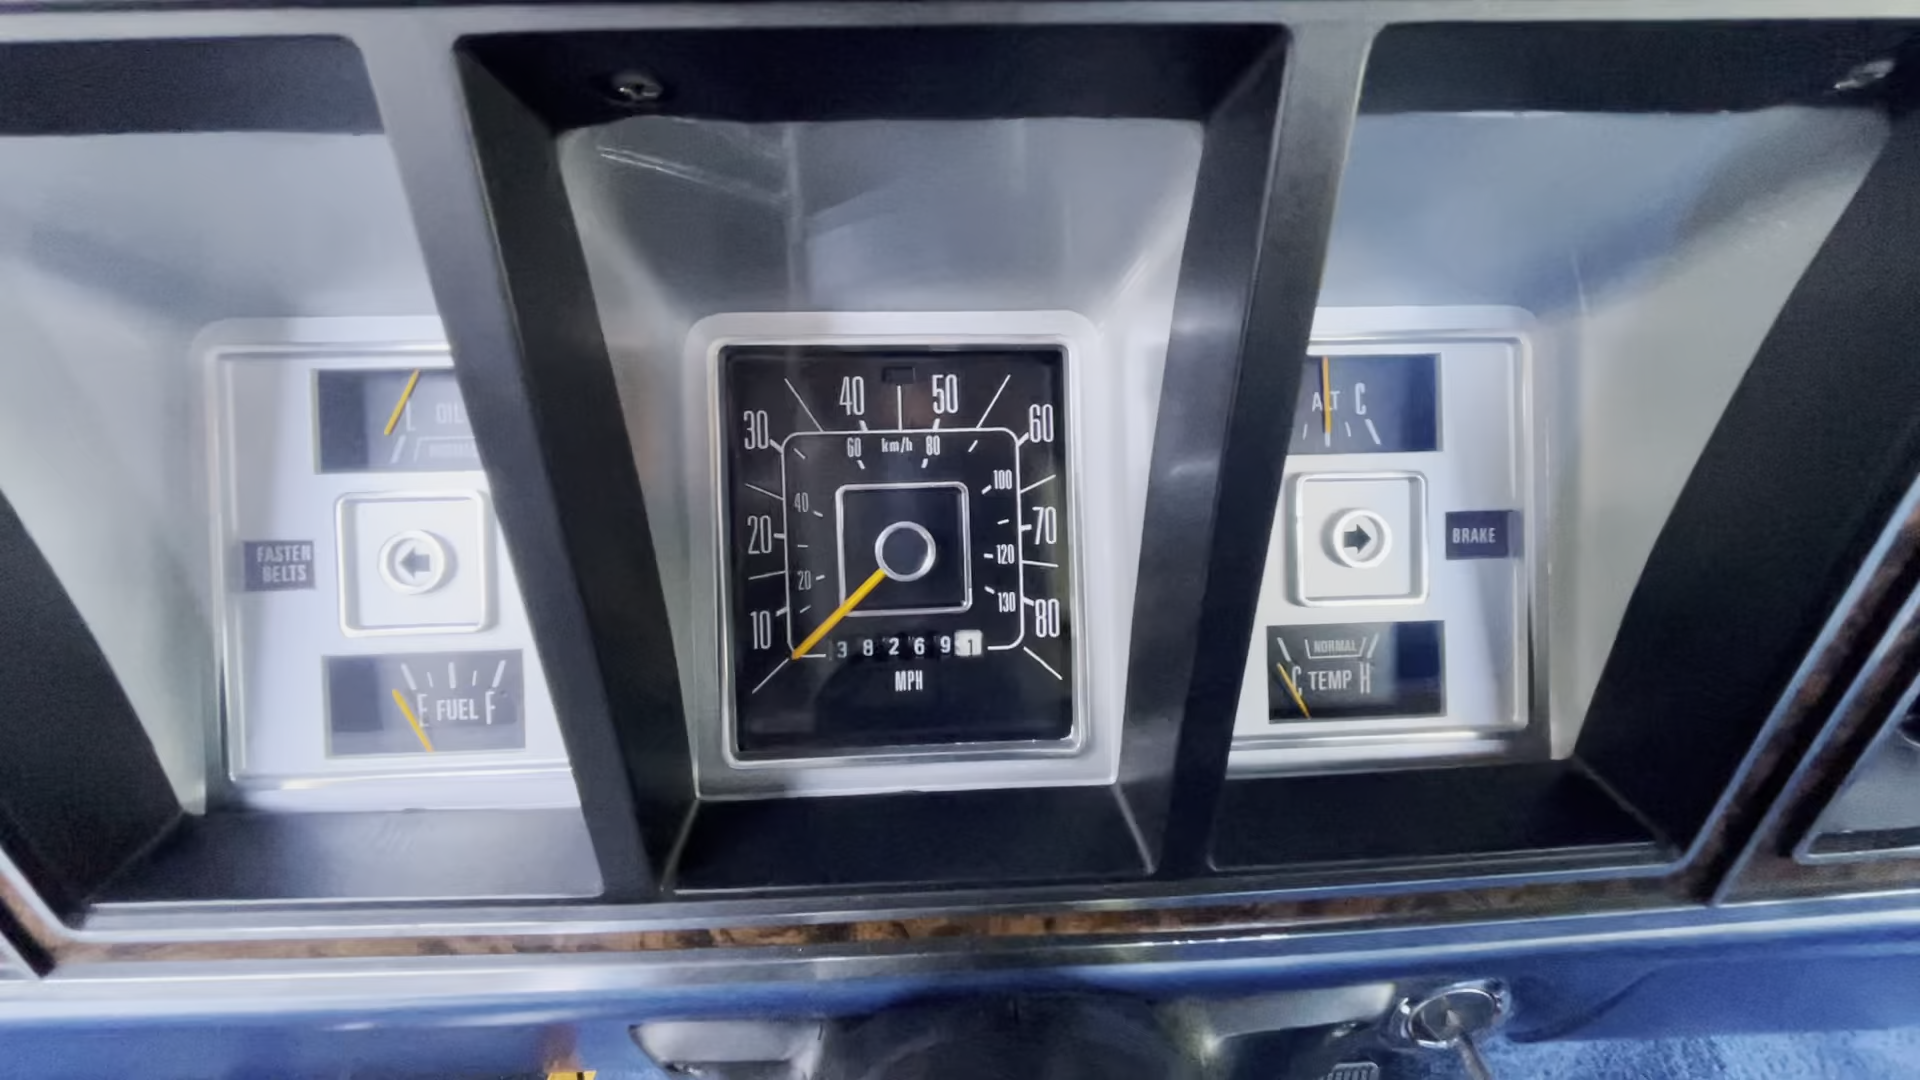 L OIL
NORMAL
FASTEN
BELTS
E FUEL F
40 50
30 60
60 km/h 80
40 100
20 70
20 120
10 130 80
3 8 2 6 9 1
MPH
ALT C
BRAKE
NORMAL
C TEMP H